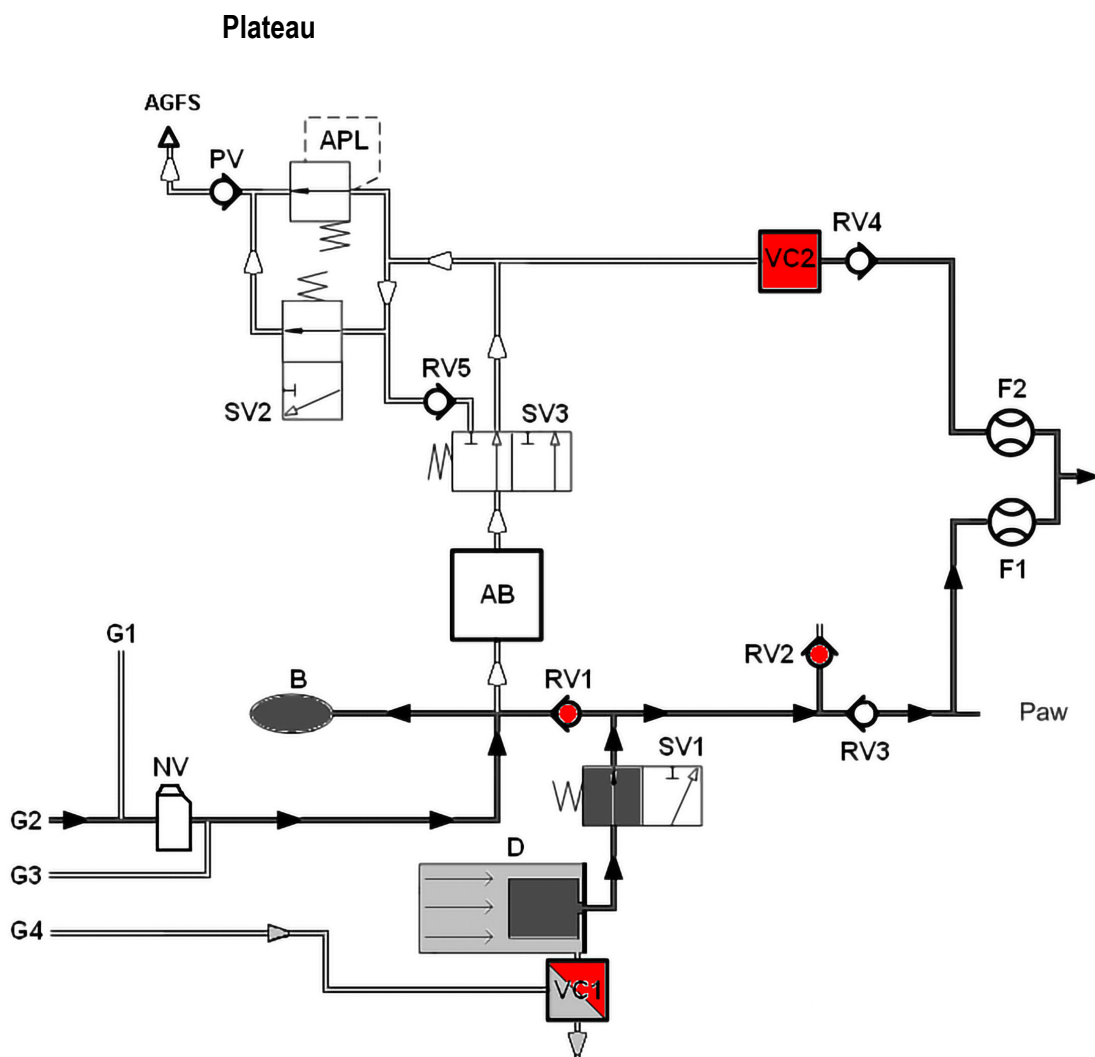 Plateau
AGFS
PV
APL
RV4
VC2
RV5
SV2
SV3
F2
F1
AB
G1
B
RV1
RV2
Paw
RV3
NV
SV1
G2
D
G3
G4
VC1